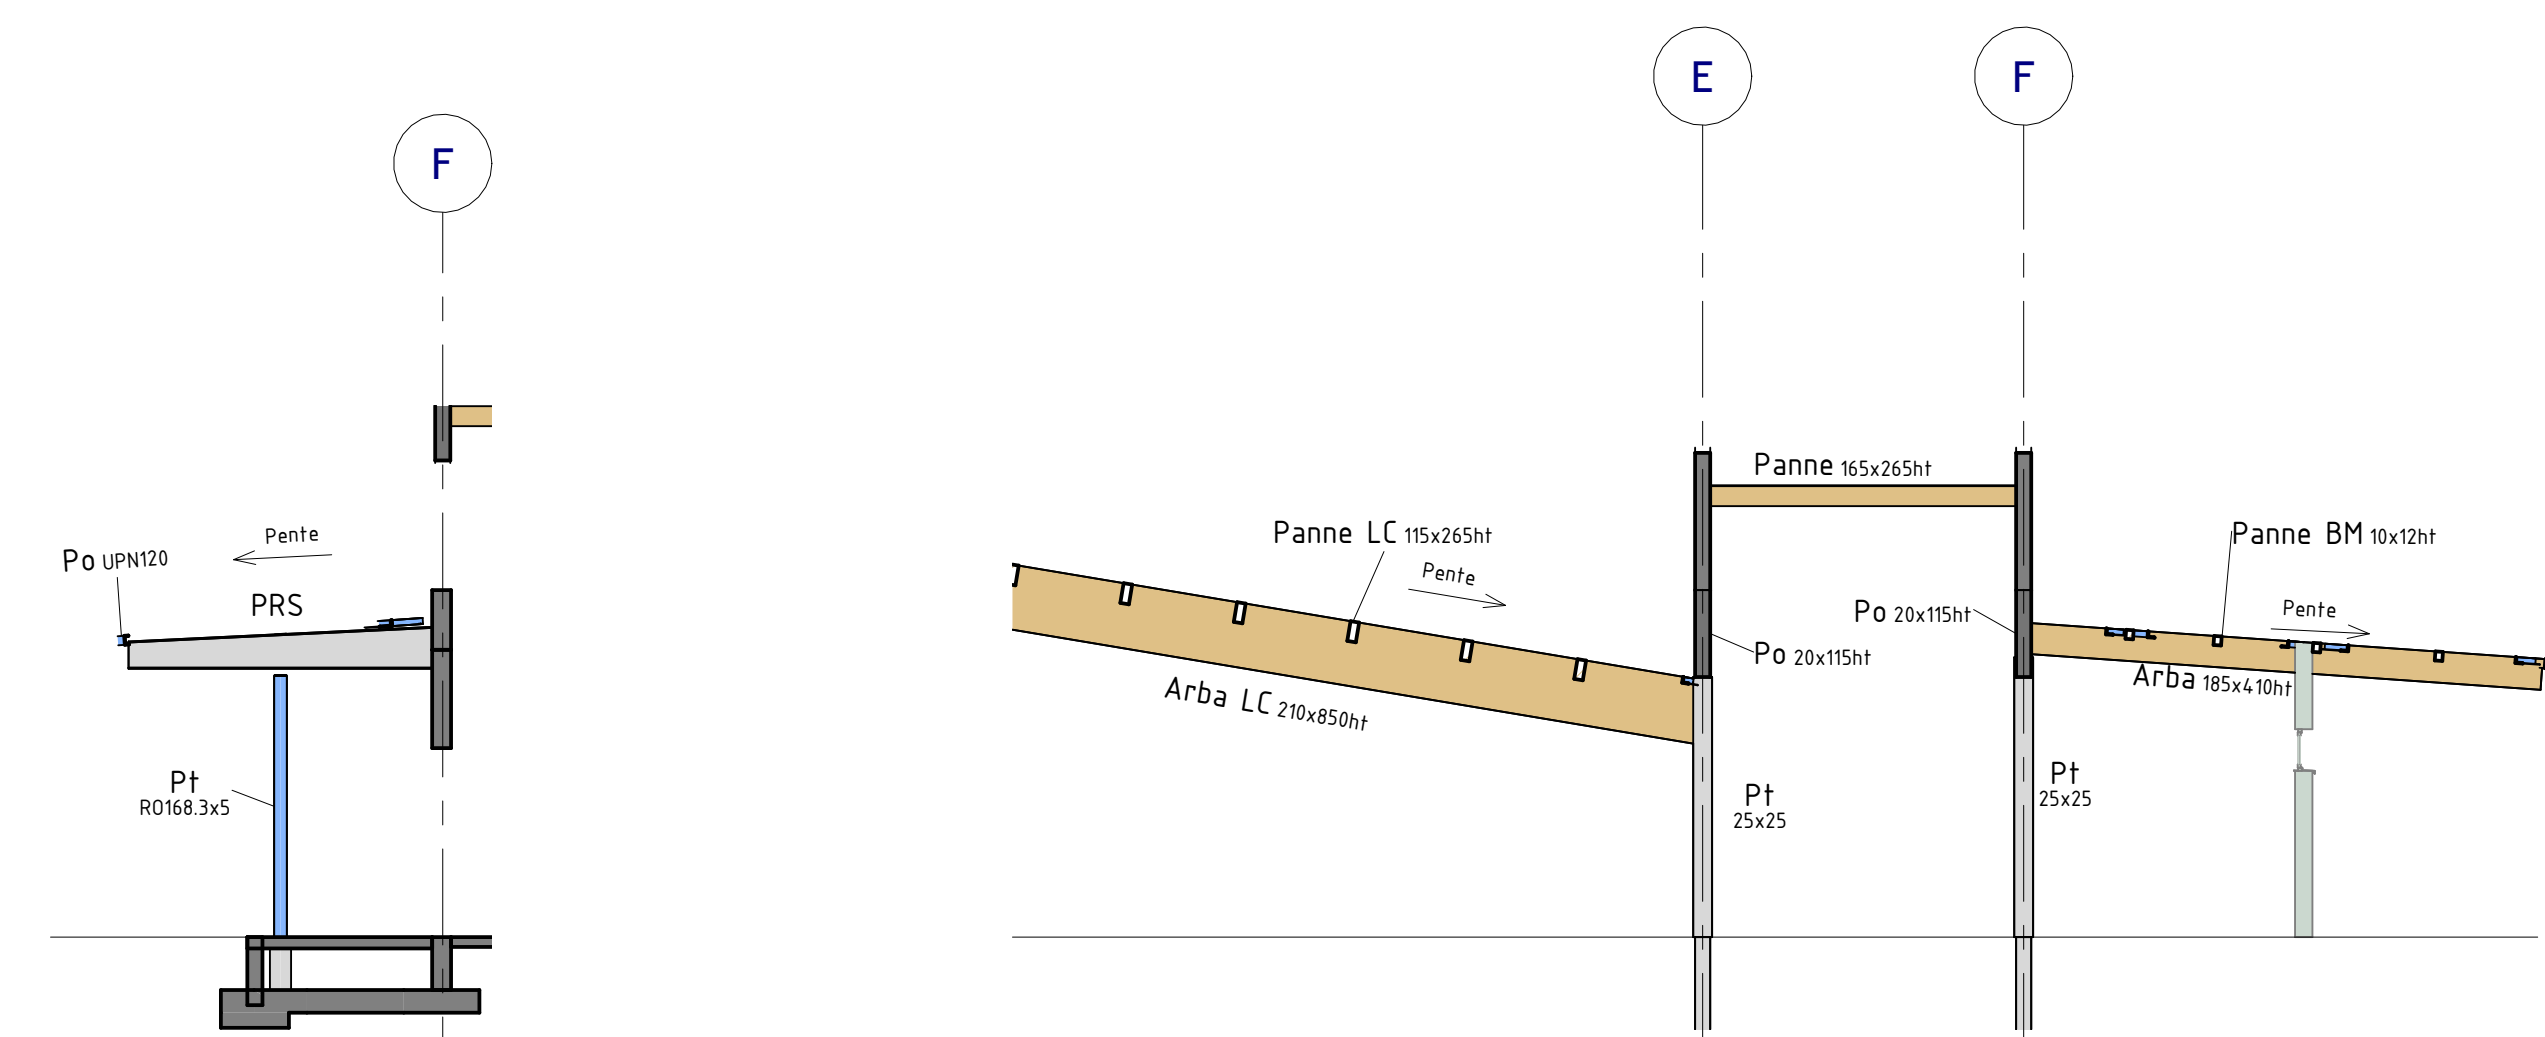 F
E
F
Po UPN120
Pente
PRS
Pt
RO168.3x5
Panne LC 115x265ht
Pente
Arba LC 210x850ht
Panne 165x265ht
Po 20x115ht
Po 20x115ht
Pt
25x25
Pt
25x25
Panne BM 10x12ht
Pente
Arba 185x410ht